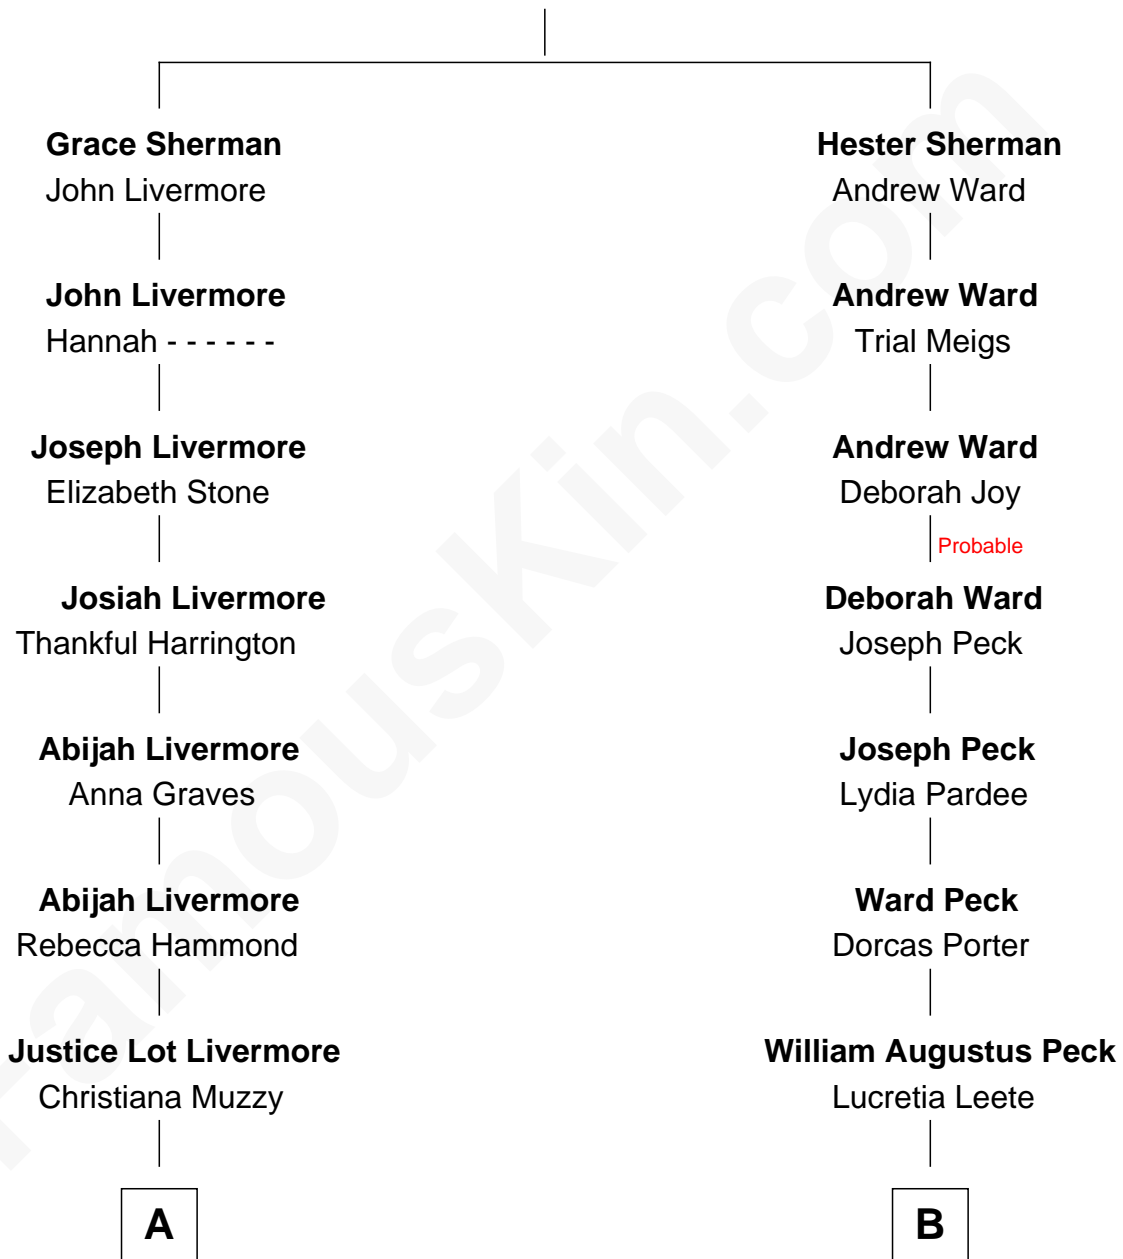 Grace Sherman
John Livermore
John Livermore
Hannah - - - - - -
Joseph Livermore
Elizabeth Stone
Josiah Livermore
Thankful Harrington
Abijah Livermore
Anna Graves
Abijah Livermore
Rebecca Hammond
Justice Lot Livermore
Christiana Muzzy
A
Hester Sherman
Andrew Ward
Andrew Ward
Trial Meigs
Andrew Ward
Deborah Joy
Probable
Deborah Ward
Joseph Peck
Joseph Peck
Lydia Pardee
Ward Peck
Dorcas Porter
William Augustus Peck
Lucretia Leete
B
FamousKin.com